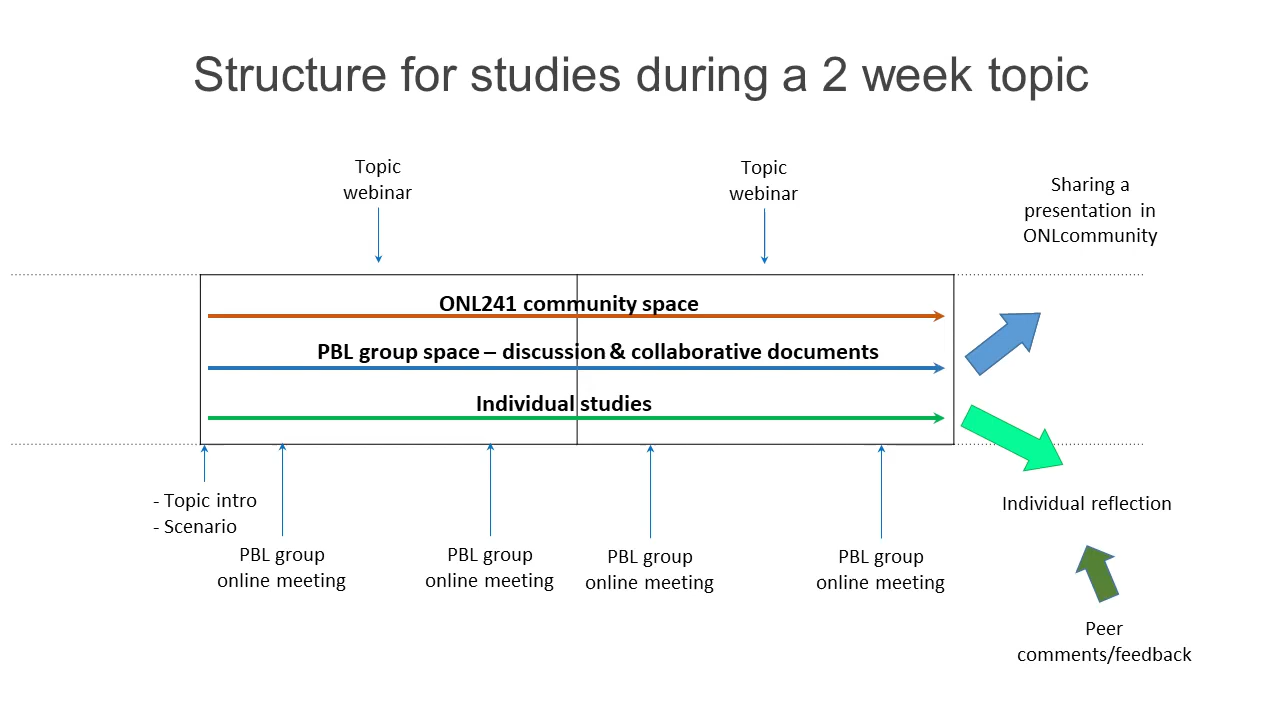 Structure for studies during a 2 week topic
Topic
webinar
Topic
webinar
Sharing a
presentation in
ONLcommunity
ONL241 community space
PBL group space – discussion & collaborative documents
Individual studies
- Topic intro
- Scenario
PBL group
online meeting
PBL group
online meeting
PBL group
online meeting
PBL group
online meeting
Individual reflection
Peer
comments/feedback